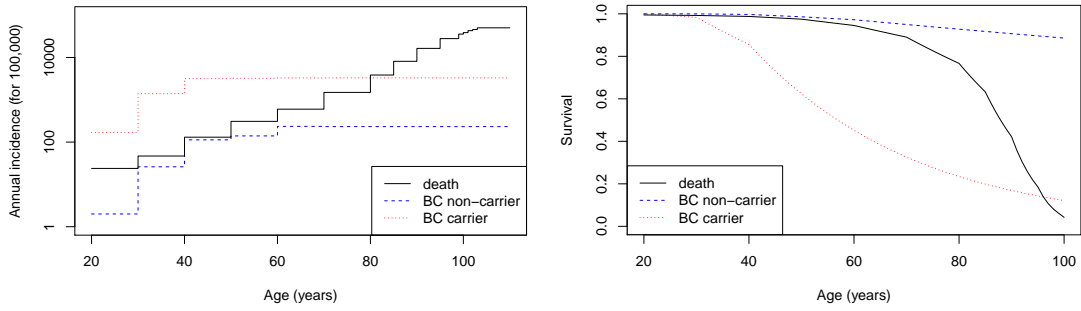 Annual incidence (for 100,000)
10000
100
1
death
BC non−carrier
BC carrier
20 40 60 80 100
Age (years)
Survival
1.0
0.8
0.6
0.4
0.2
0.0
death
BC non−carrier
BC carrier
20 40 60 80 100
Age (years)